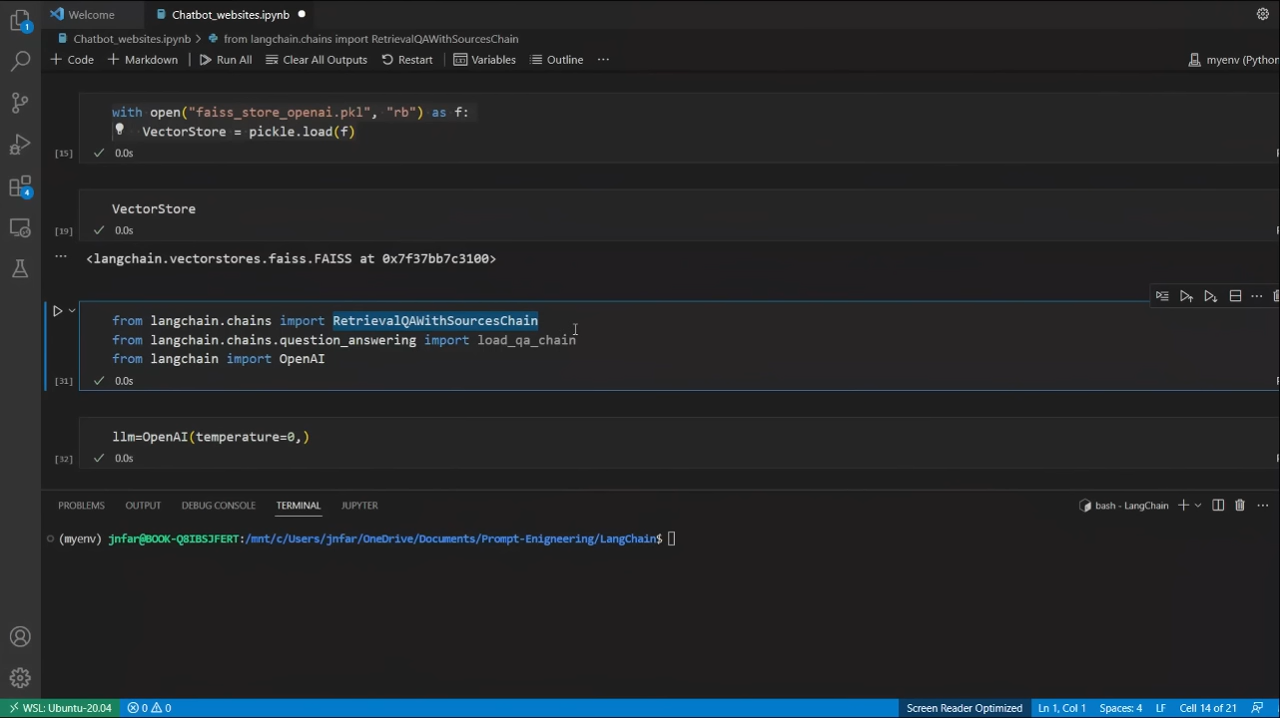 1
Welcome
Chatbot_websites.ipynb ●
Chatbot_websites.ipynb > from langchain.chains import RetrievalQAWithSourcesChain
+ Code + Markdown Run All Clear All Outputs Restart Variables Outline ...
myenv (Python
with open("faiss_store_openai.pkl", "rb") as f:
VectorStore = pickle.load(f)
[15] ✓ 0.0s
VectorStore
[19] ✓ 0.0s
... <langchain.vectorstores.faiss.FAISS at 0x7f37bb7c3100>
4
from langchain.chains import RetrievalQAWithSourcesChain
from langchain.chains.question_answering import load_qa_chain
from langchain import OpenAI
[31] ✓ 0.0s
llm=OpenAI(temperature=0,)
[32] ✓ 0.0s
PROBLEMS OUTPUT DEBUG CONSOLE TERMINAL JUPYTER
bash - LangChain
(myenv) jnfar@BOOK-Q8IBSJFERT:/mnt/c/Users/jnfar/OneDrive/Documents/Prompt-Enigneering/LangChain$
WSL: Ubuntu-20.04 0 0
Screen Reader Optimized Ln 1, Col 1 Spaces: 4 LF Cell 14 of 21